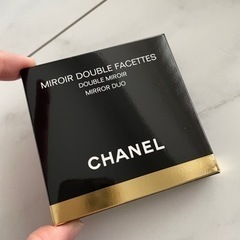 MIROIR DOUBLE FACETTES
DOUBLE MIROIR
MIRROR DUO
CHANEL